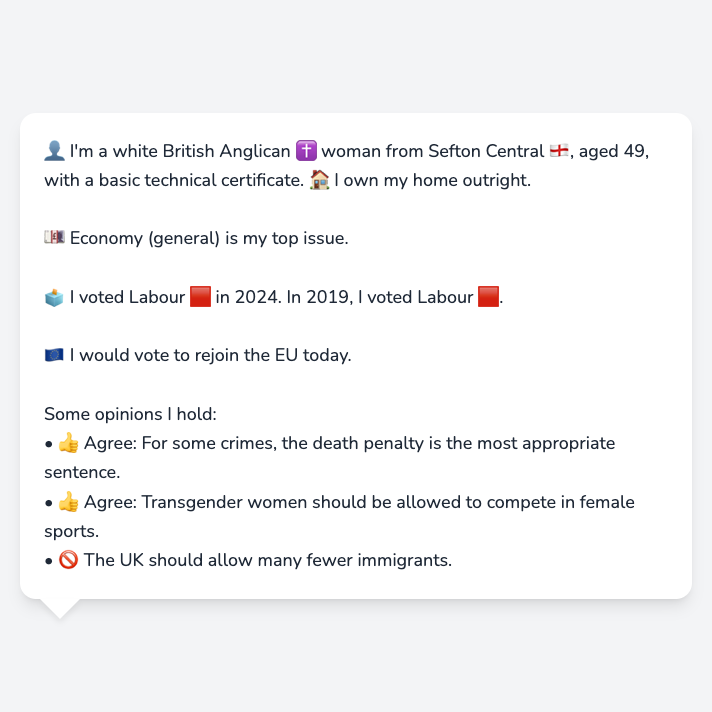 👤 I'm a white British Anglican ✝️ woman from Sefton Central 🏴󠁧󠁢󠁥󠁮󠁧󠁿, aged 49,
with a basic technical certificate. 🏠 I own my home outright.
💷 Economy (general) is my top issue.
🗳️ I voted Labour 🟥 in 2024. In 2019, I voted Labour 🟥.
🇪🇺 I would vote to rejoin the EU today.
Some opinions I hold:
• 👍 Agree: For some crimes, the death penalty is the most appropriate
sentence.
• 👍 Agree: Transgender women should be allowed to compete in female
sports.
• 🚫 The UK should allow many fewer immigrants.